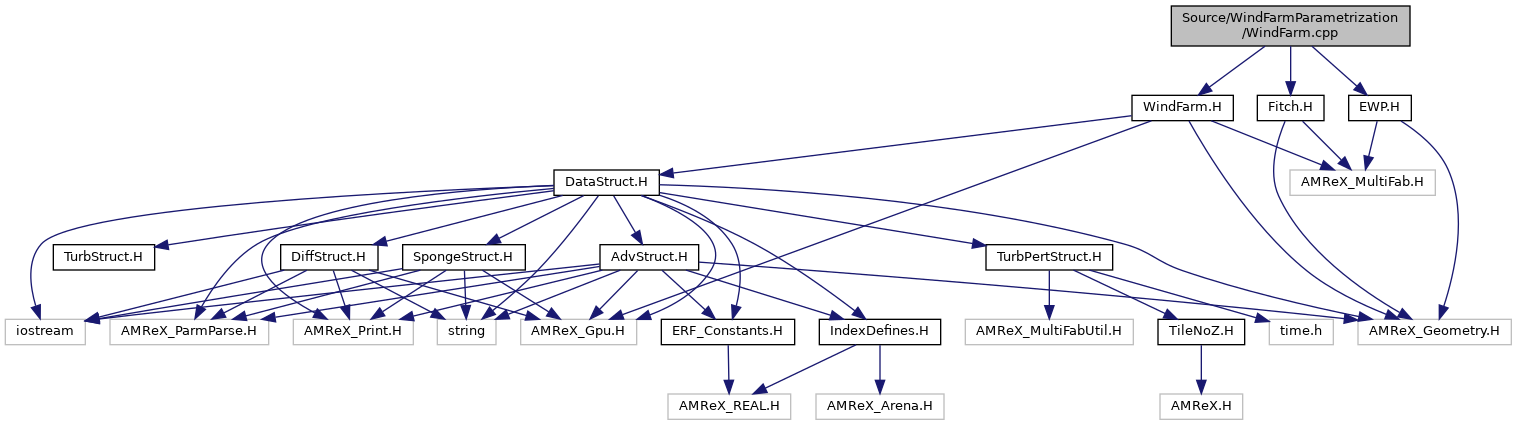 Source/WindFarmParametrization
/WindFarm.cpp
WindFarm.H
Fitch.H
EWP.H
DataStruct.H
AMReX_MultiFab.H
TurbStruct.H
DiffStruct.H
SpongeStruct.H
AdvStruct.H
TurbPertStruct.H
iostream
AMReX_ParmParse.H
AMReX_Print.H
string
AMReX_Gpu.H
ERF_Constants.H
IndexDefines.H
AMReX_MultiFabUtil.H
TileNoZ.H
time.h
AMReX_Geometry.H
AMReX_REAL.H
AMReX_Arena.H
AMReX.H